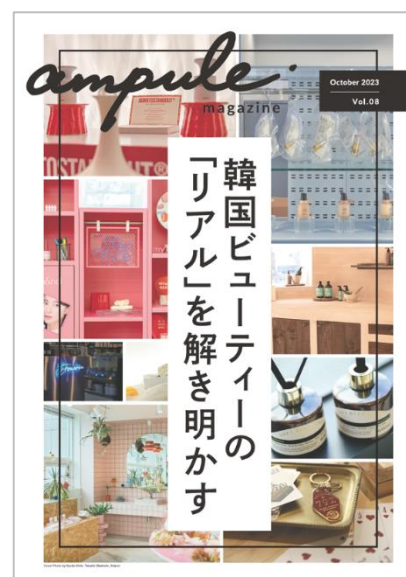 ampule.
magazine
October 2023
Vol.08
韓国ビューティーの
「リアル」を解き明かす